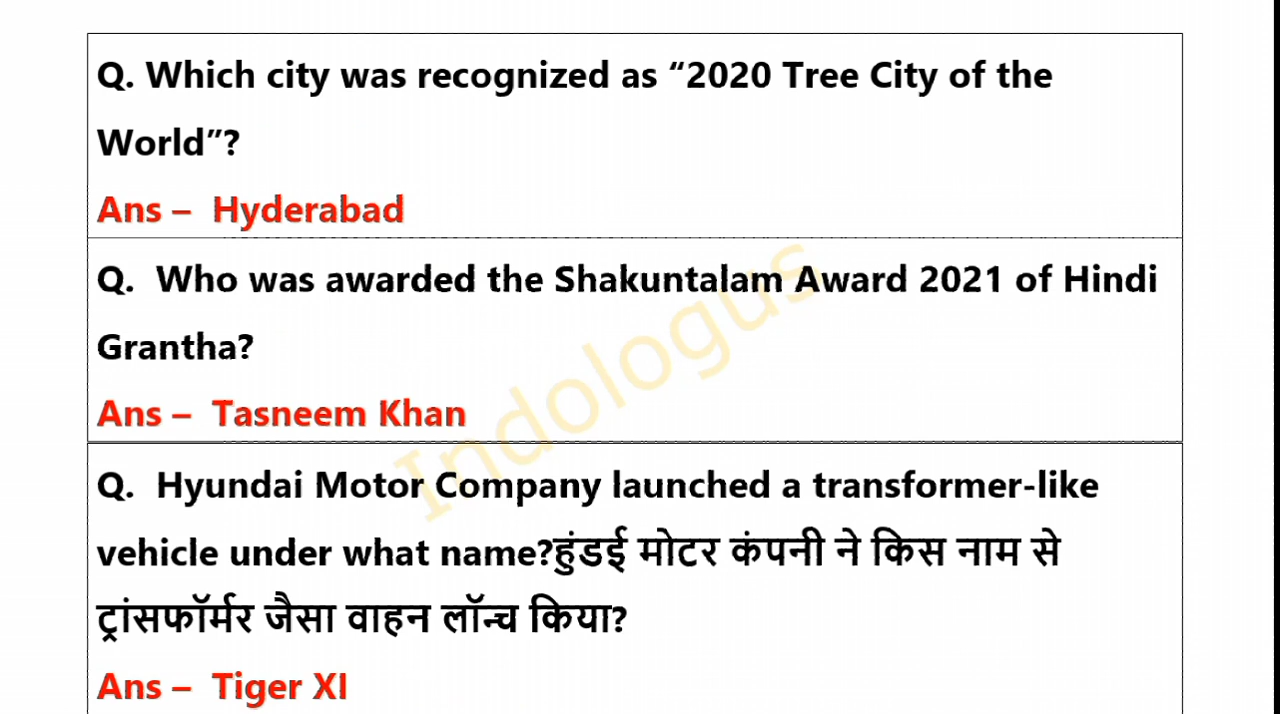 Q. Which city was recognized as “2020 Tree City of the
World”?
Ans – Hyderabad
Q. Who was awarded the Shakuntalam Award 2021 of Hindi
Grantha?
Ans – Tasneem Khan
Q. Hyundai Motor Company launched a transformer-like
vehicle under what name?हुंडई मोटर कंपनी ने किस नाम से
ट्रांसफॉर्मर जैसा वाहन लॉन्च किया?
Ans – Tiger XI
Indologus